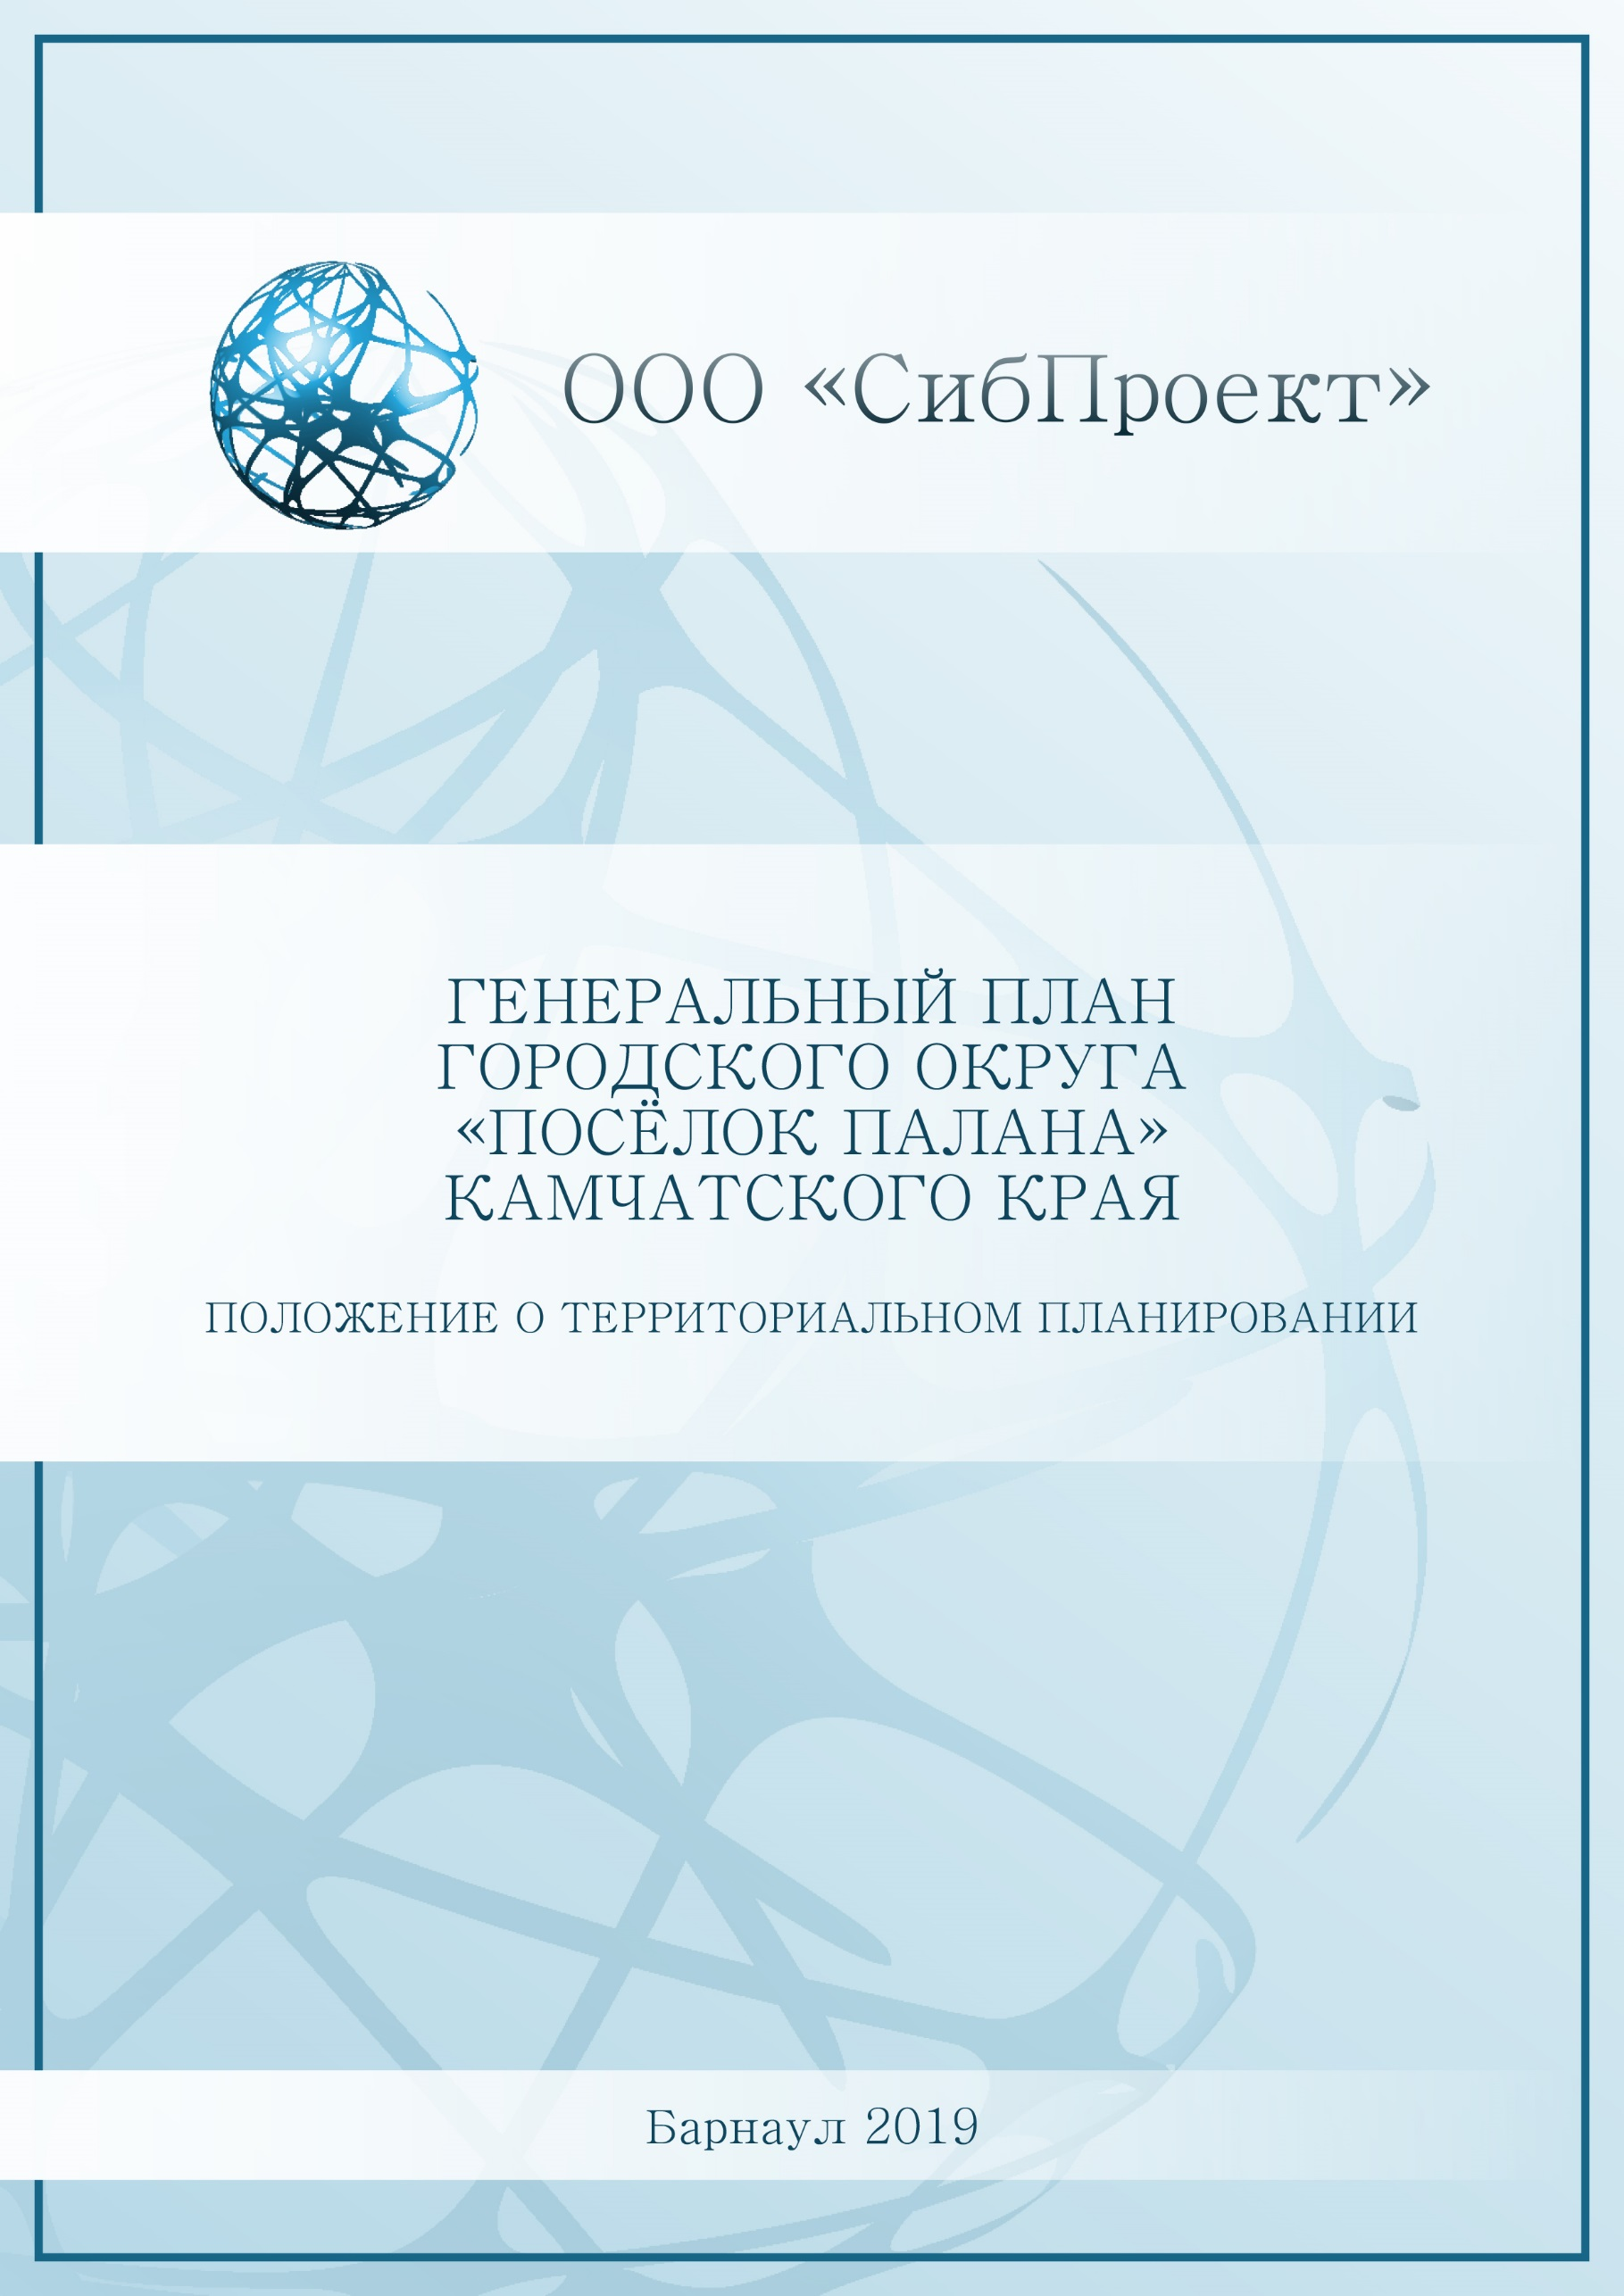 ООО «СибПроект»
ГЕНЕРАЛЬНЫЙ ПЛАН
ГОРОДСКОГО ОКРУГА
«ПОСЁЛОК ПАЛАНА»
КАМЧАТСКОГО КРАЯ
ПОЛОЖЕНИЕ О ТЕРРИТОРИАЛЬНОМ ПЛАНИРОВАНИИ
Барнаул 2019